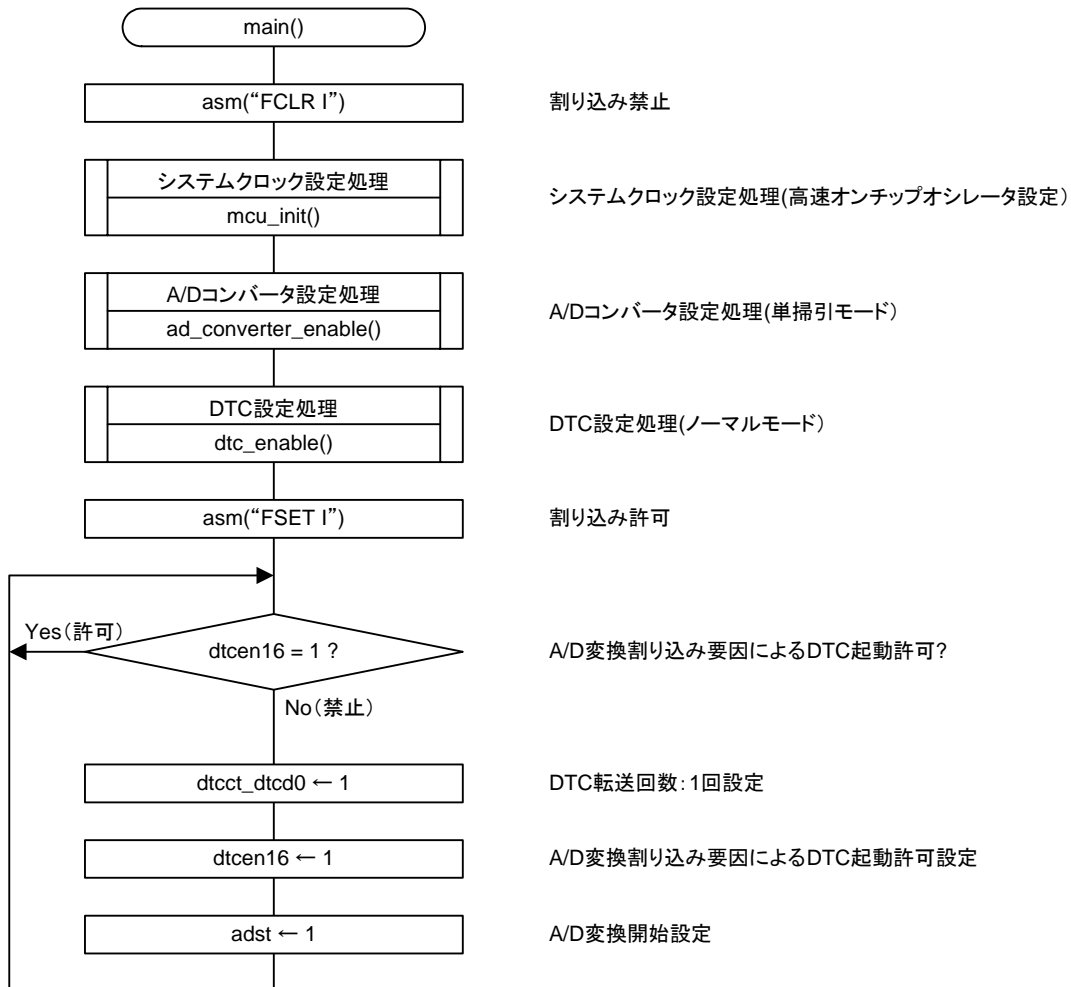 main()
asm(“FCLR I”) 割り込み禁止
システムクロック設定処理
mcu_init()
システムクロック設定処理(高速オンチップオシレータ設定)
A/Dコンバータ設定処理
ad_converter_enable()
A/Dコンバータ設定処理(単掃引モード)
DTC設定処理
dtc_enable()
DTC設定処理(ノーマルモード)
asm(“FSET I”) 割り込み許可
Yes(許可)
dtcen16 = 1 ? A/D変換割り込み要因によるDTC起動許可?
No(禁止)
dtcct_dtcd0 ← 1 DTC転送回数:1回設定
dtcen16 ← 1 A/D変換割り込み要因によるDTC起動許可設定
adst ← 1 A/D変換開始設定